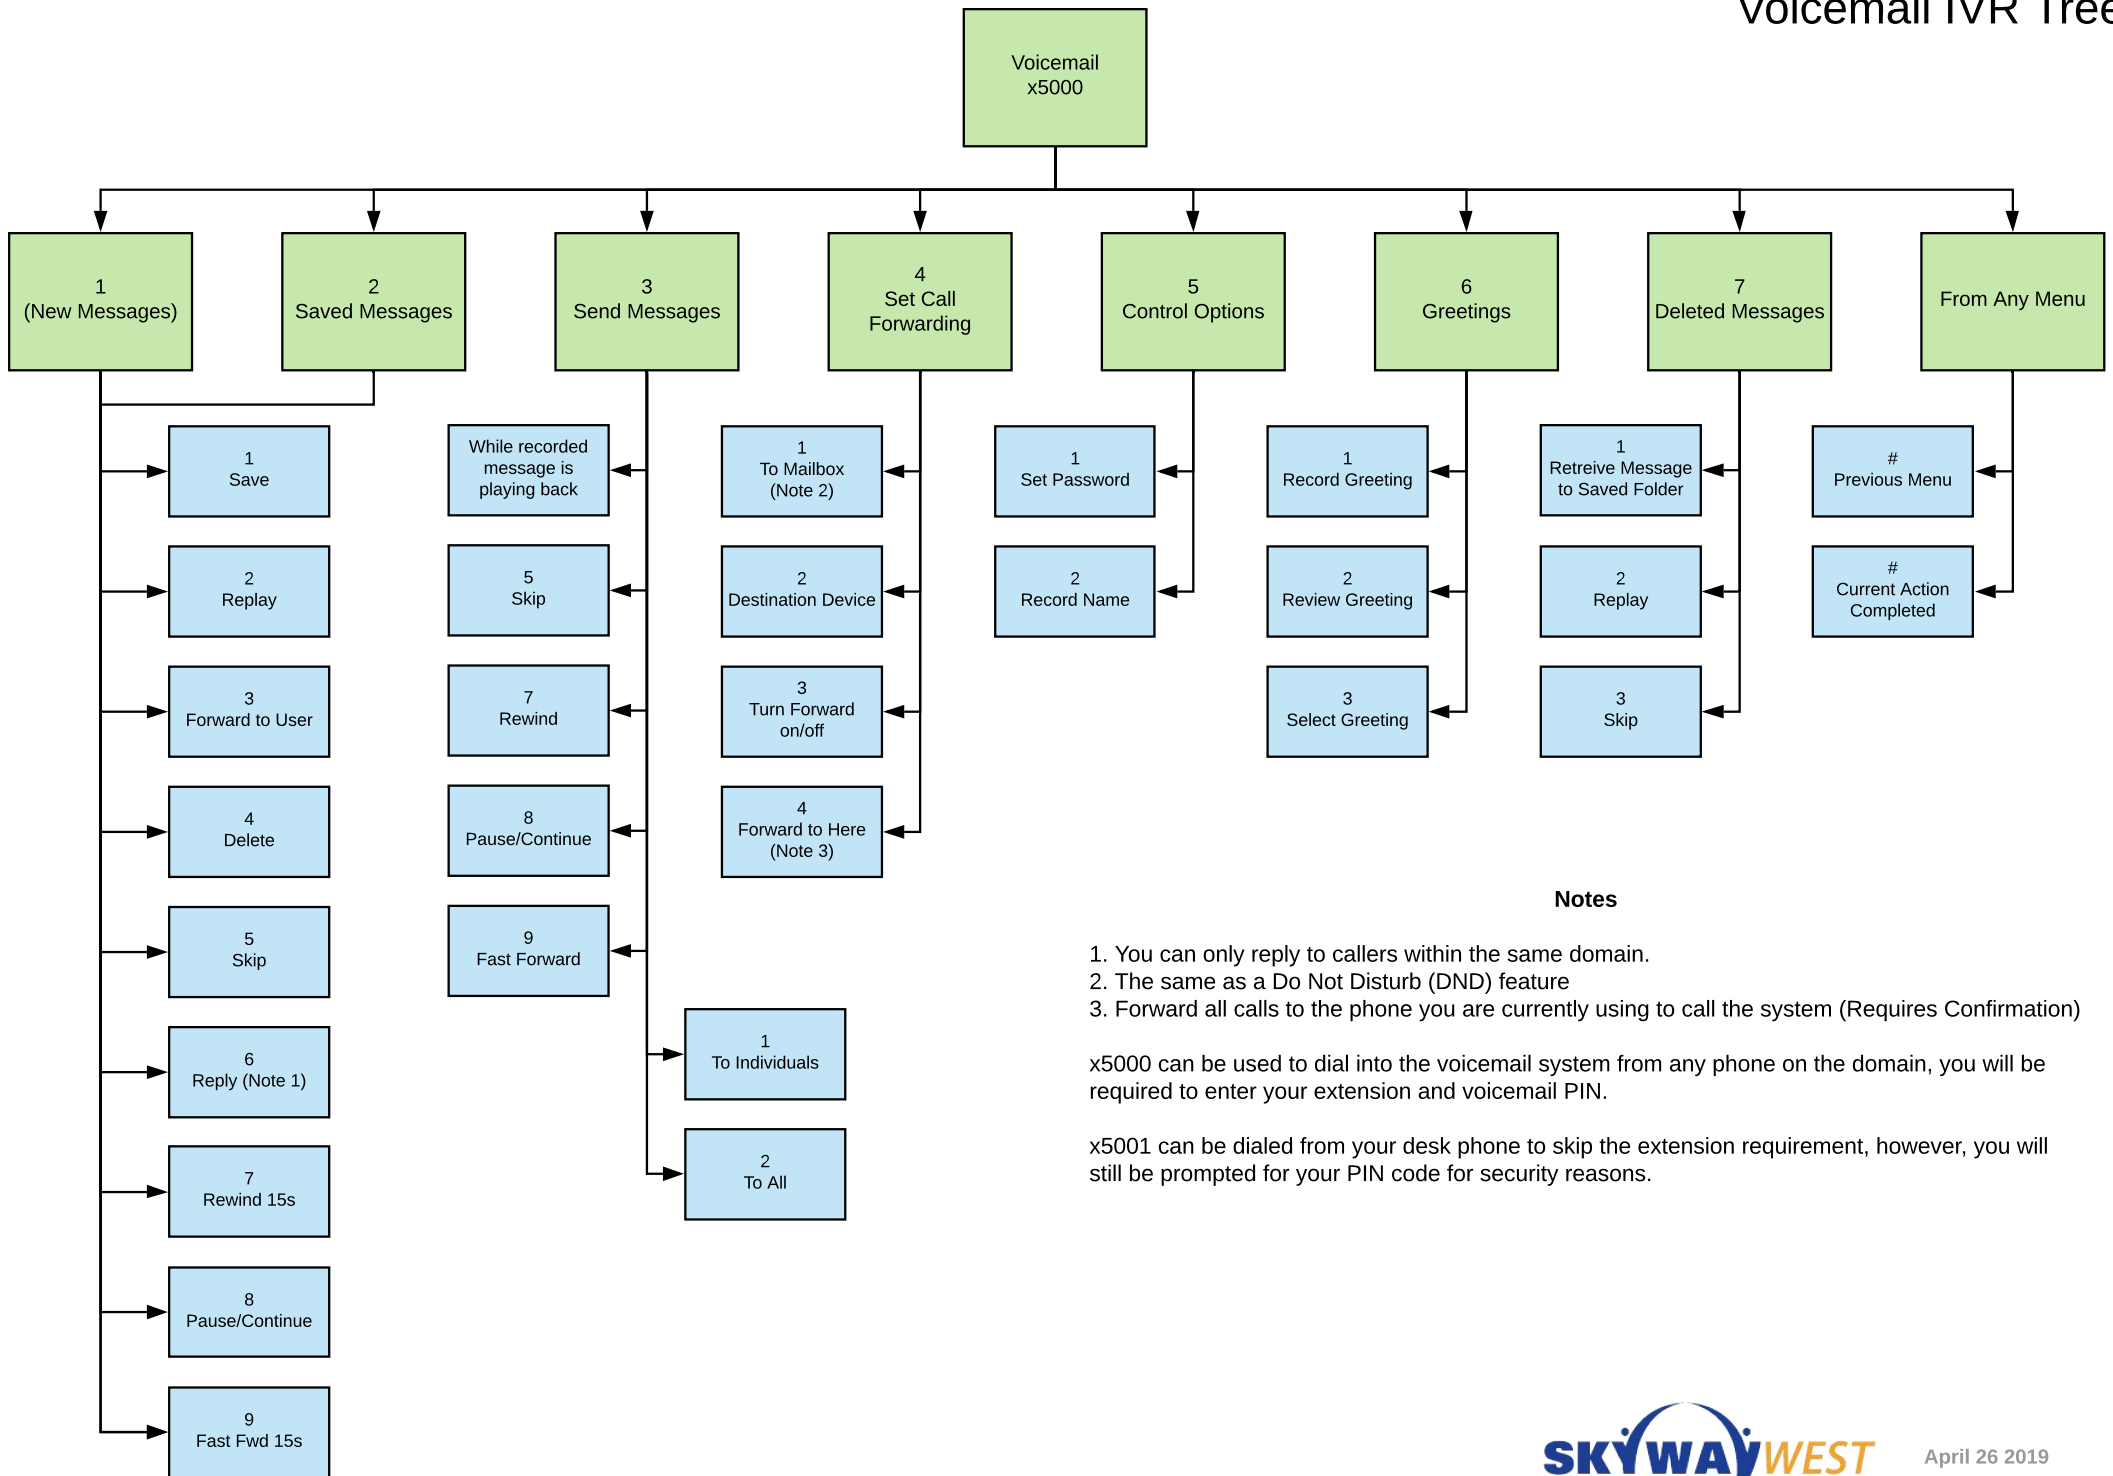 Voicemail IVR Tree
Voicemail
x5000
1
(New Messages)
2
Saved Messages
3
Send Messages
4
Set Call
Forwarding
5
Control Options
6
Greetings
7
Deleted Messages
From Any Menu
1
Save
2
Replay
3
Forward to User
4
Delete
5
Skip
6
Reply (Note 1)
7
Rewind 15s
8
Pause/Continue
9
Fast Fwd 15s
While recorded
message is
playing back
5
Skip
7
Rewind
8
Pause/Continue
9
Fast Forward
1
To Individuals
2
To All
1
To Mailbox
(Note 2)
2
Destination Device
3
Turn Forward
on/off
4
Forward to Here
(Note 3)
1
Set Password
2
Record Name
1
Record Greeting
2
Review Greeting
3
Select Greeting
1
Retreive Message
to Saved Folder
2
Replay
3
Skip
#
Previous Menu
#
Current Action
Completed
Notes
1. You can only reply to callers within the same domain.
2. The same as a Do Not Disturb (DND) feature
3. Forward all calls to the phone you are currently using to call the system (Requires Confirmation)
x5000 can be used to dial into the voicemail system from any phone on the domain, you will be
required to enter your extension and voicemail PIN.
x5001 can be dialed from your desk phone to skip the extension requirement, however, you will
still be prompted for your PIN code for security reasons.
SKYWAYWEST
April 26 2019